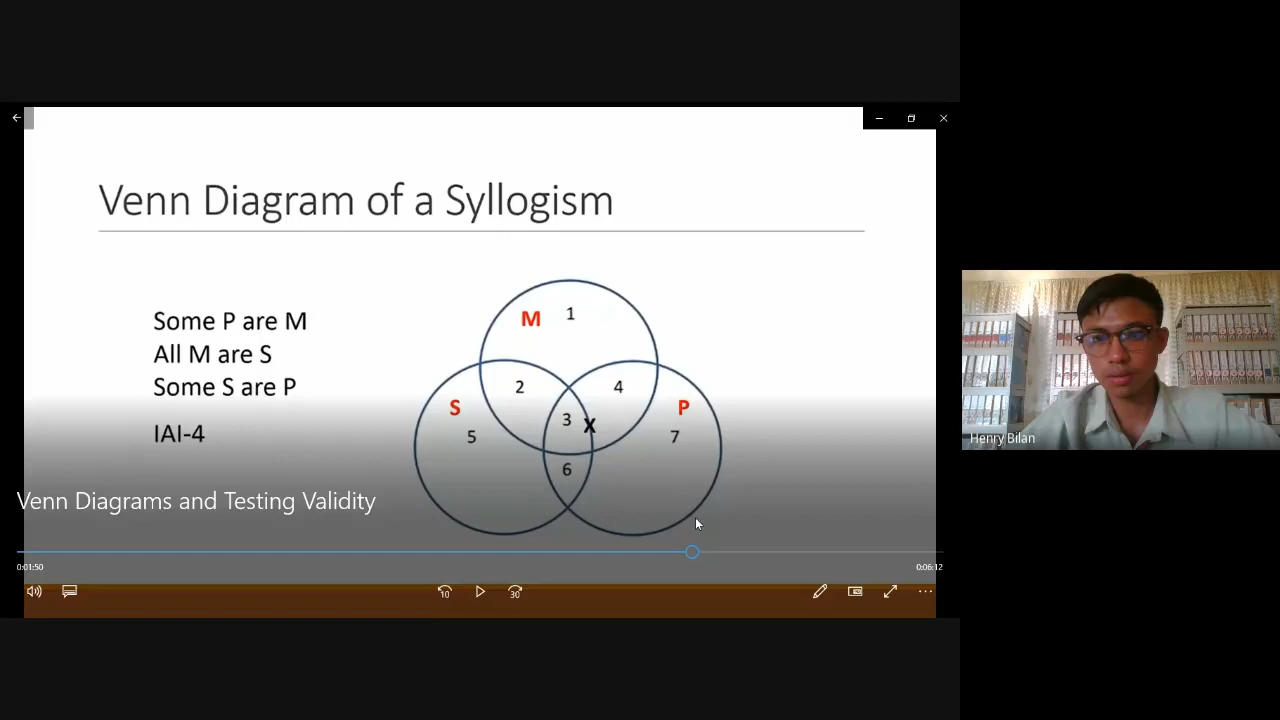 Venn Diagram of a Syllogism
Some P are M
All M are S
Some S are P
IAI-4
M 1
2
4
S
P
3
X
5
7
6
Venn Diagrams and Testing Validity
0:01:50
0:06:12
10
30
Henry Bilan